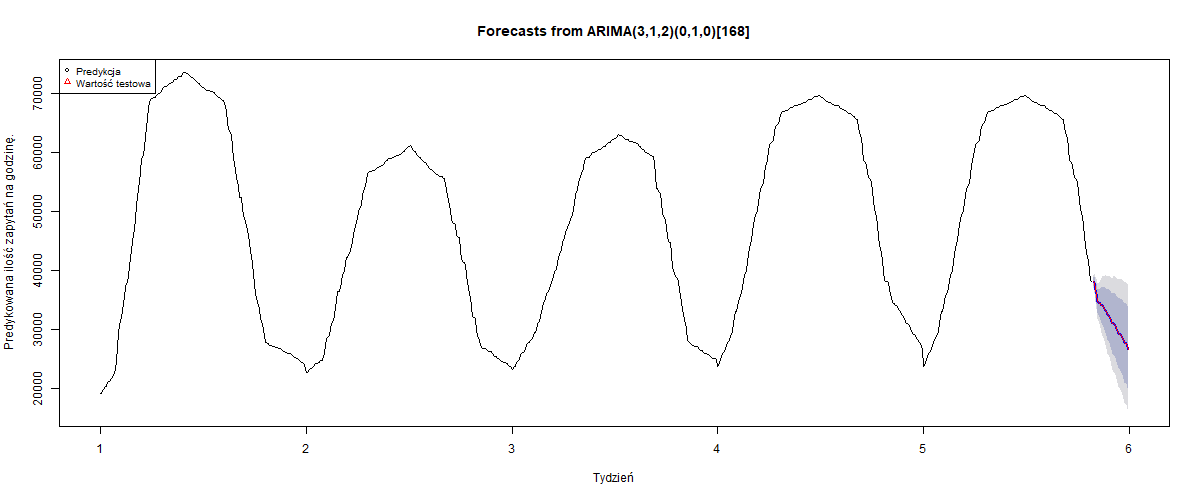 Forecasts from ARIMA(3,1,2)(0,1,0)[168]
Predykcja
Wartość testowa
Predykowana ilość zapytań na godzinę.
70000
60000
50000
40000
30000
20000
1 2 3 4 5 6
Tydzień